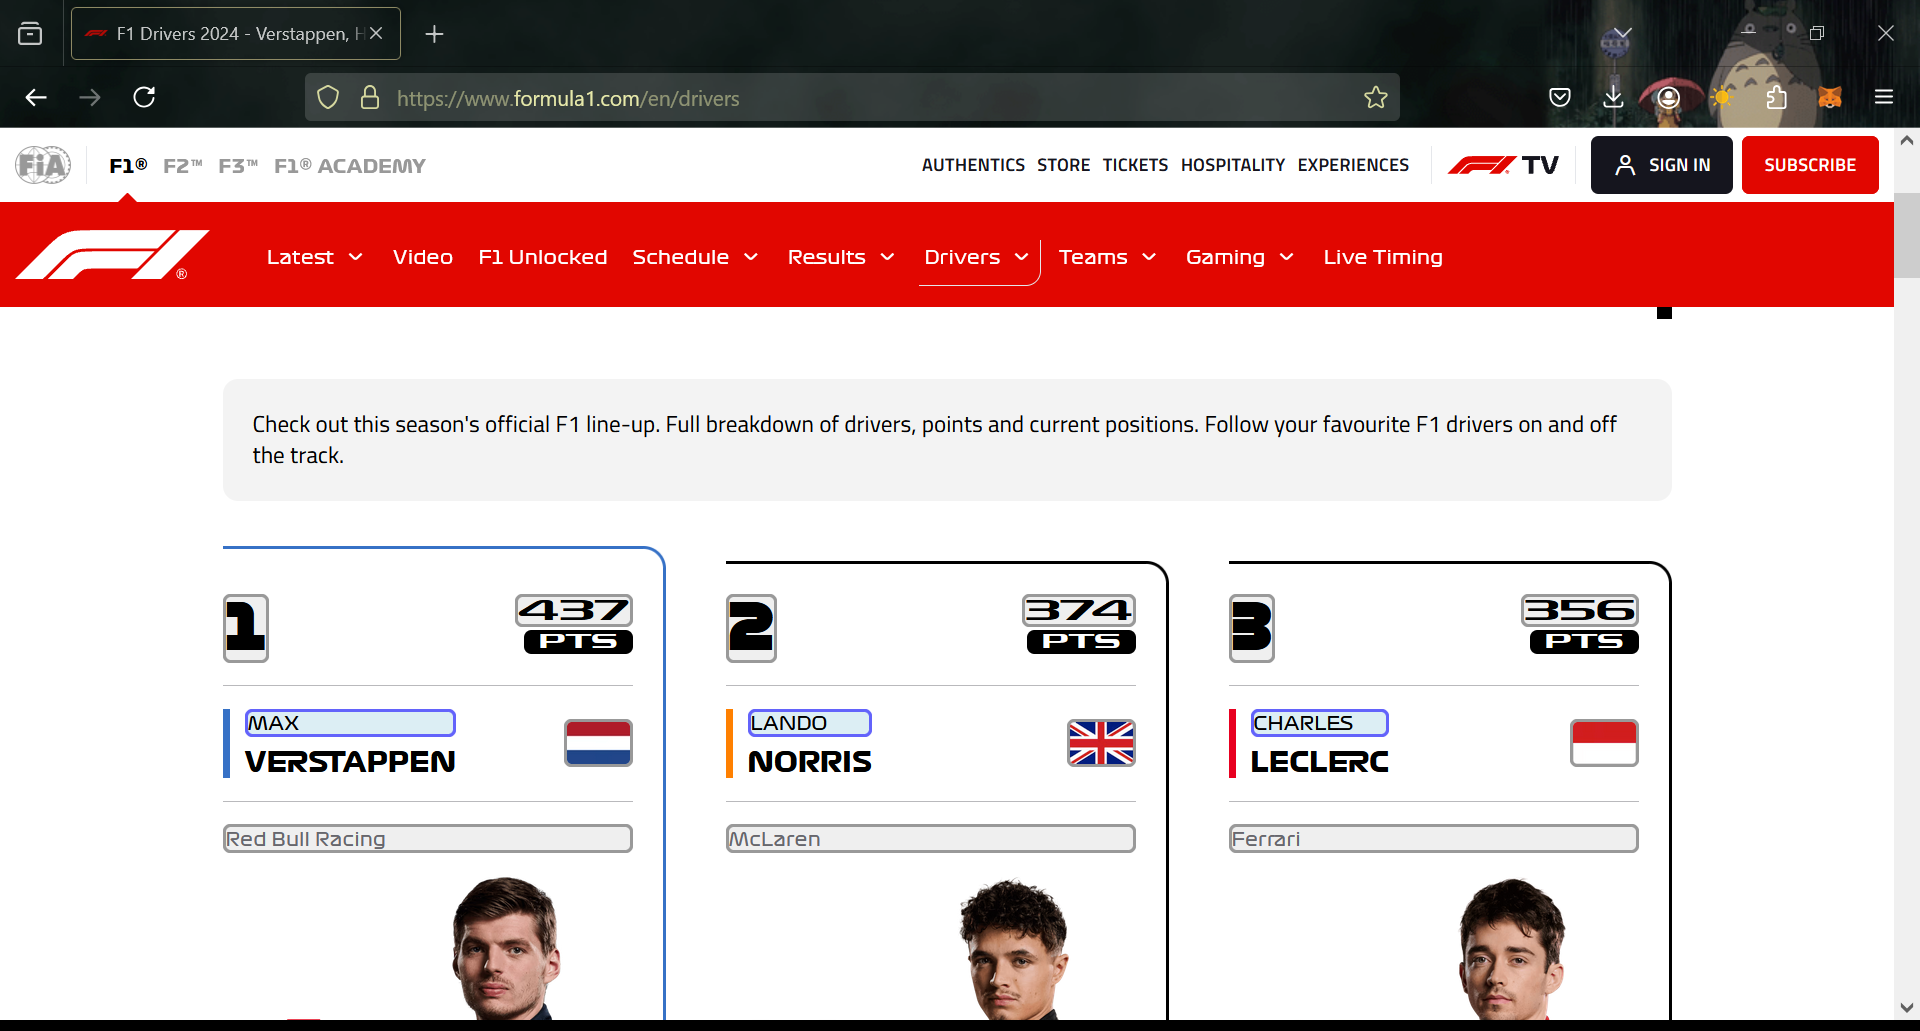 F1 Drivers 2024 - Verstappen, H
https://www.formula1.com/en/drivers
FiA
F1® F2™ F3™ F1® ACADEMY
AUTHENTICS STORE TICKETS HOSPITALITY EXPERIENCES
F1 TV
SIGN IN
SUBSCRIBE
F1®
Latest Video F1 Unlocked Schedule Results Drivers Teams Gaming Live Timing
Check out this season's official F1 line-up. Full breakdown of drivers, points and current positions. Follow your favourite F1 drivers on and off
the track.
1
437
PTS
MAX
VERSTAPPEN
Red Bull Racing
2
374
PTS
LANDO
NORRIS
McLaren
3
356
PTS
CHARLES
LECLERC
Ferrari